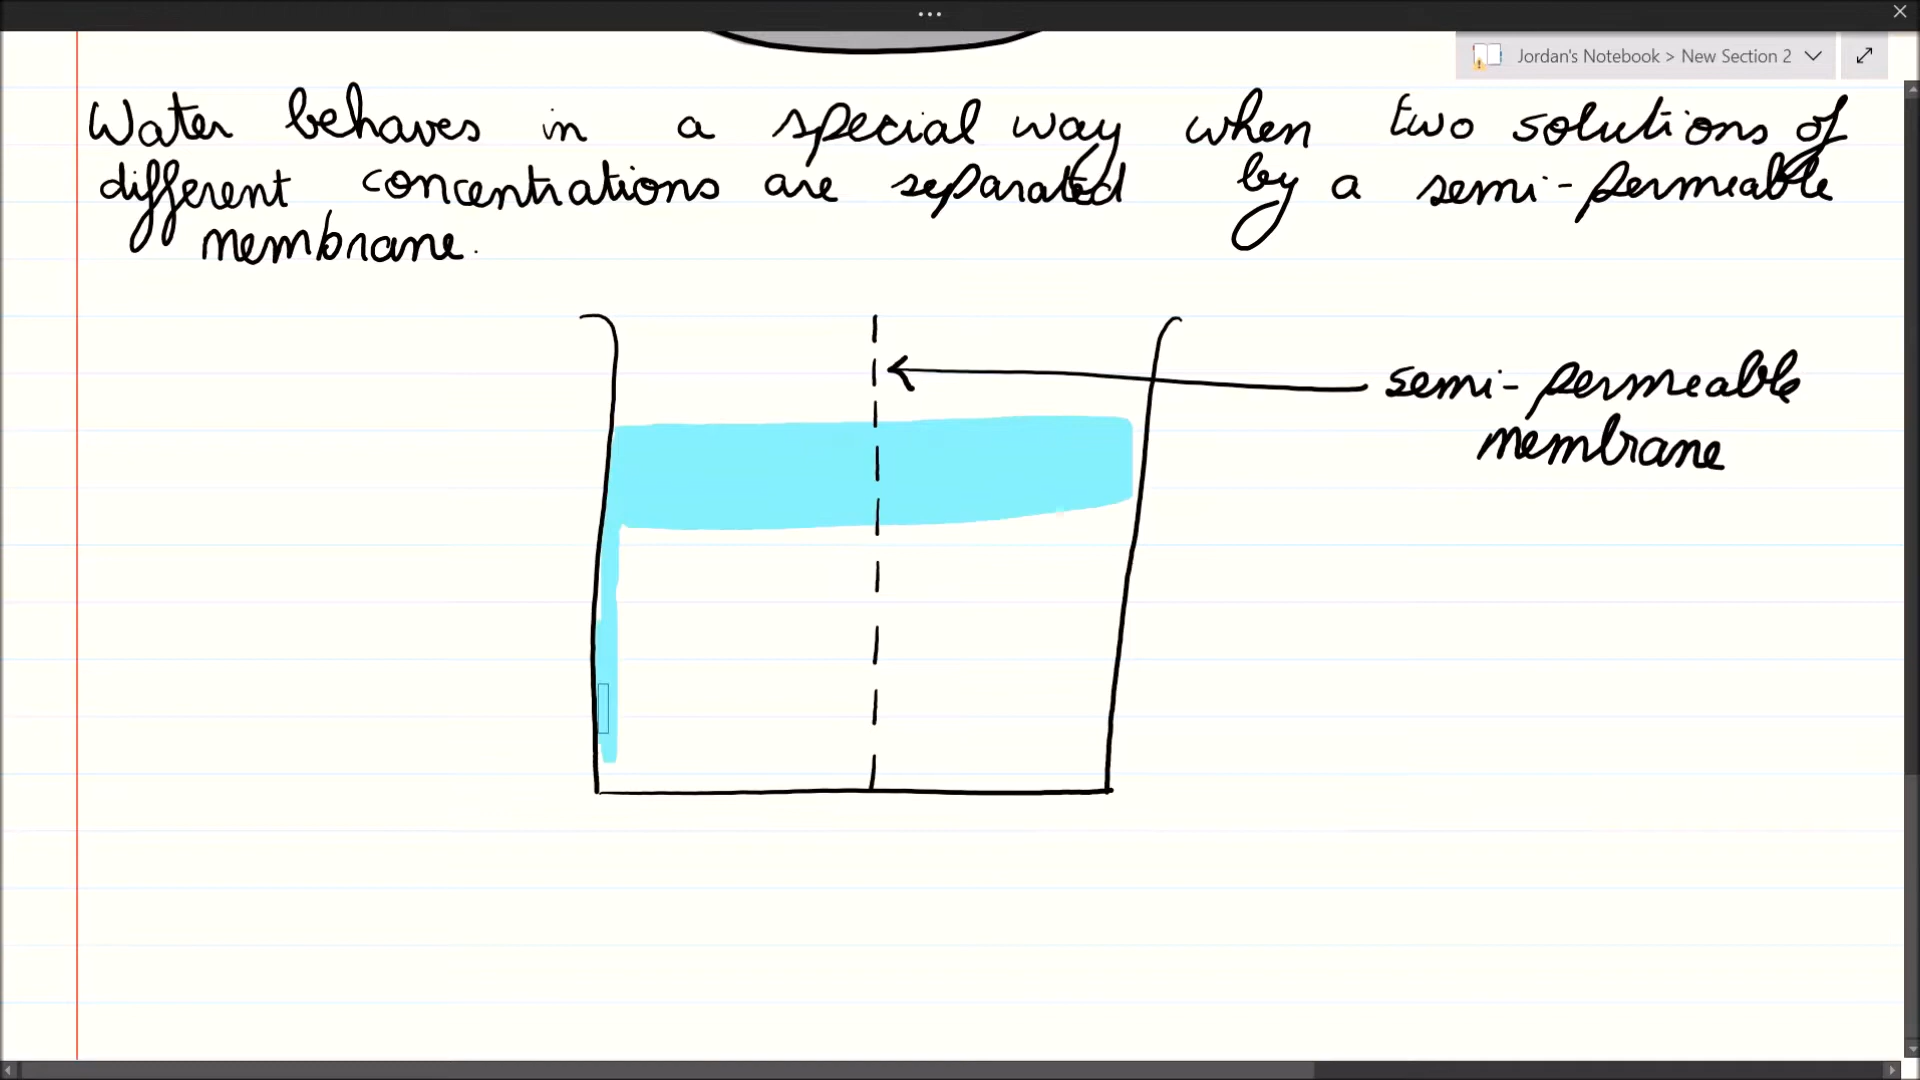 Jordan's Notebook > New Section 2
Water behaves in a special way when two solutions of
different concentrations are separated by a semi-permeable
membrane.
semi-permeable
membrane